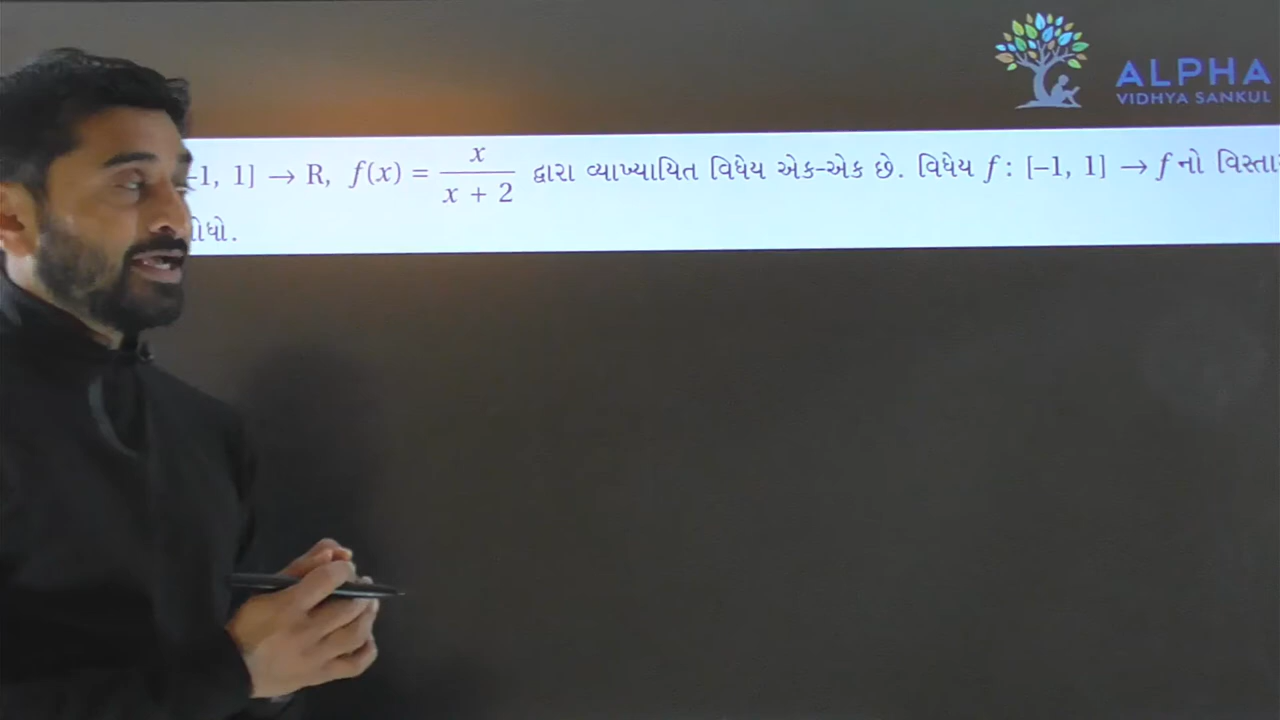 ALPHA
VIDHYA SANKUL
–1, 1] → R, f(x) = x / (x + 2) દ્વારા વ્યાખ્યાયિત વિધેય એક-એક છે. વિધેય f : [–1, 1] → f નો